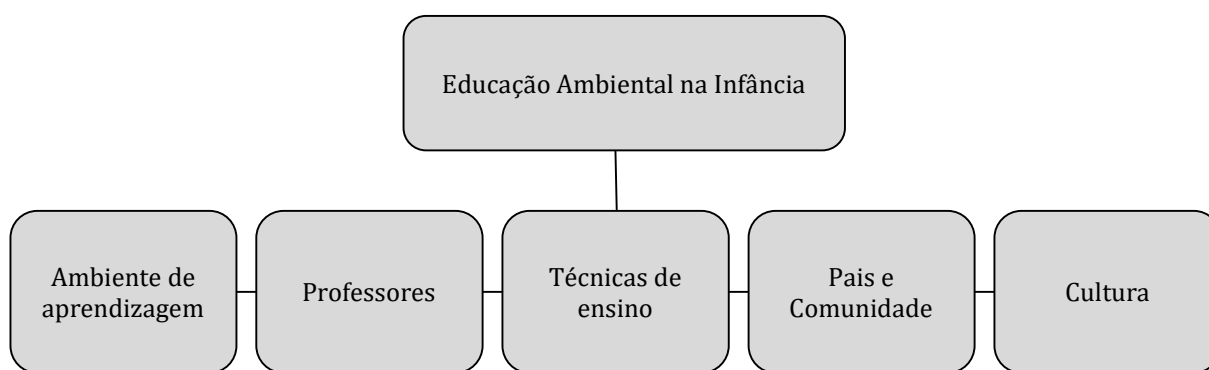 Educação Ambiental na Infância
Ambiente de
aprendizagem
Professores
Técnicas de
ensino
Pais e
Comunidade
Cultura